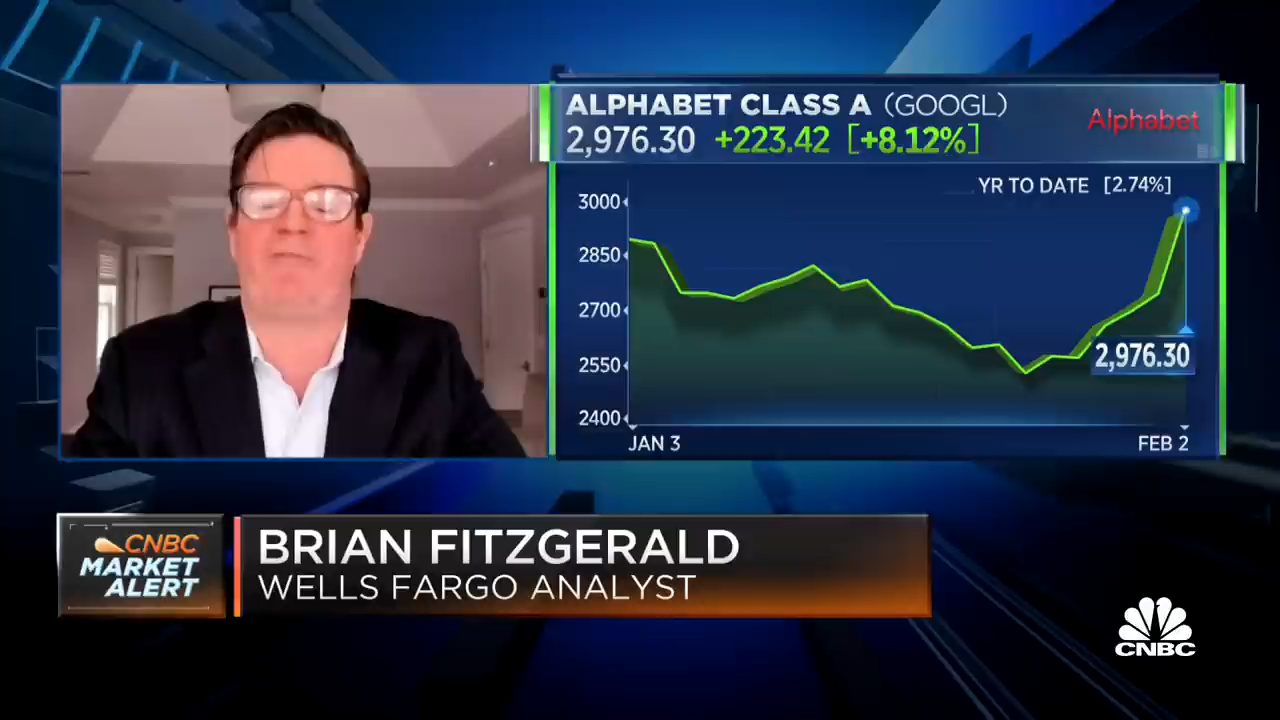 ALPHABET CLASS A (GOOGL)
2,976.30 +223.42 [+8.12%]
Alphabet
YR TO DATE [2.74%]
3000
2850
2700
2550
2400
2,976.30
JAN 3
FEB 2
CNBC
MARKET
ALERT
BRIAN FITZGERALD
WELLS FARGO ANALYST
CNBC